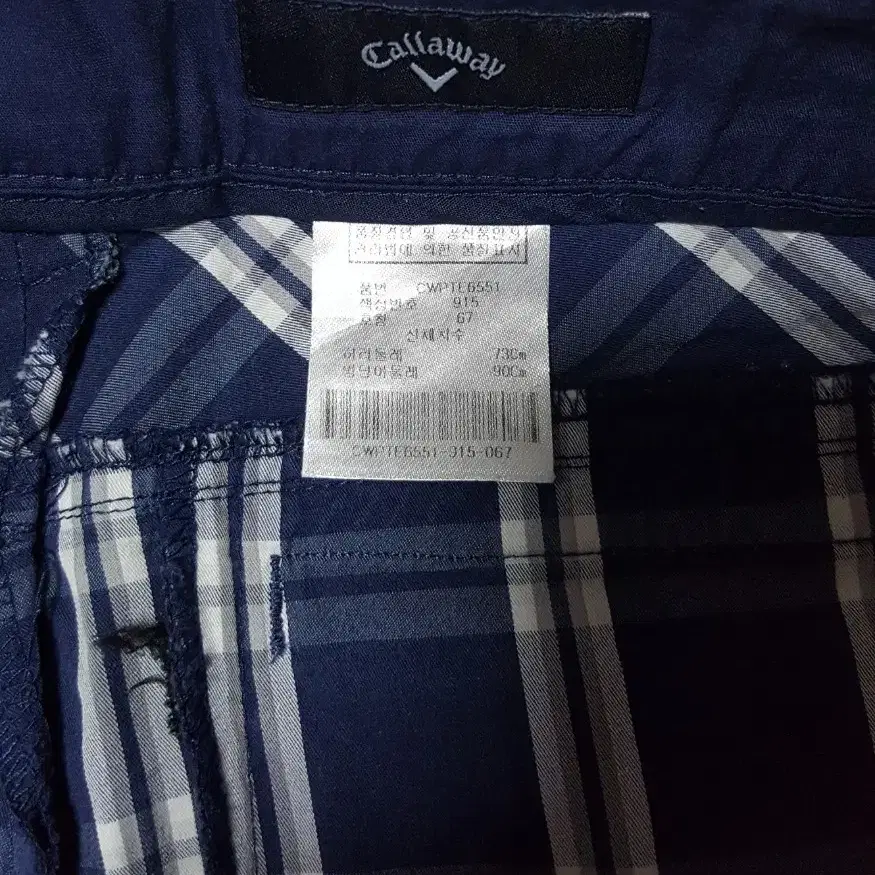 Callaway
품질경영 및 공산품안전
관리법에 의한 품질표시
품번 CWPTE6551
색상번호 915
호칭 67
신체치수
허리둘레 73Cm
엉덩이둘레 90Cm
CWPTE6551-915-067